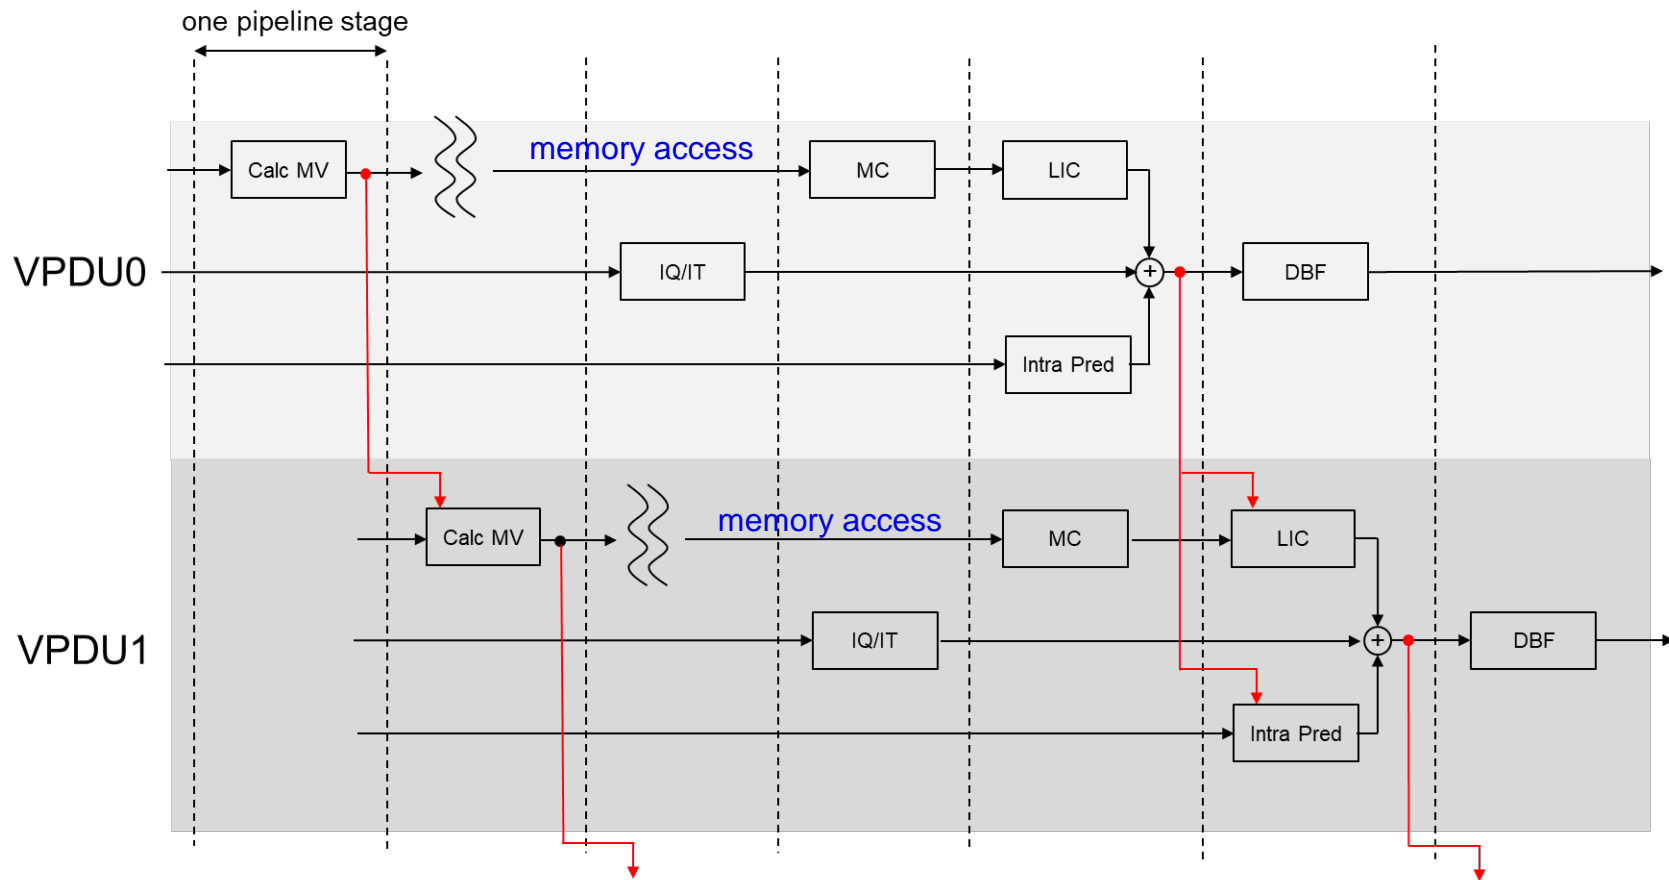 one pipeline stage
memory access
Calc MV
MC
LIC
VPDU0
IQ/IT
+
DBF
Intra Pred
memory access
Calc MV
MC
LIC
VPDU1
IQ/IT
+
DBF
Intra Pred